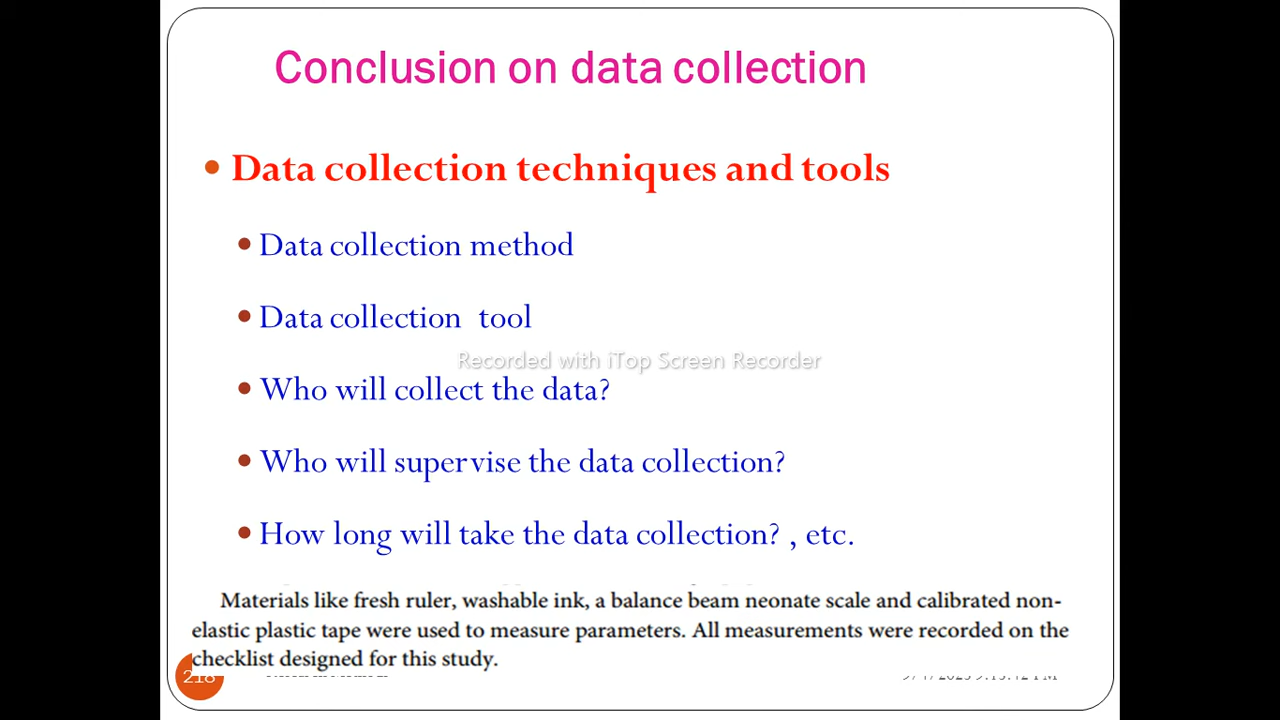 Conclusion on data collection
• Data collection techniques and tools
• Data collection method
• Data collection tool
Recorded with iTop Screen Recorder
• Who will collect the data?
• Who will supervise the data collection?
• How long will take the data collection? , etc.
Materials like fresh ruler, washable ink, a balance beam neonate scale and calibrated non-
elastic plastic tape were used to measure parameters. All measurements were recorded on the
checklist designed for this study.
218